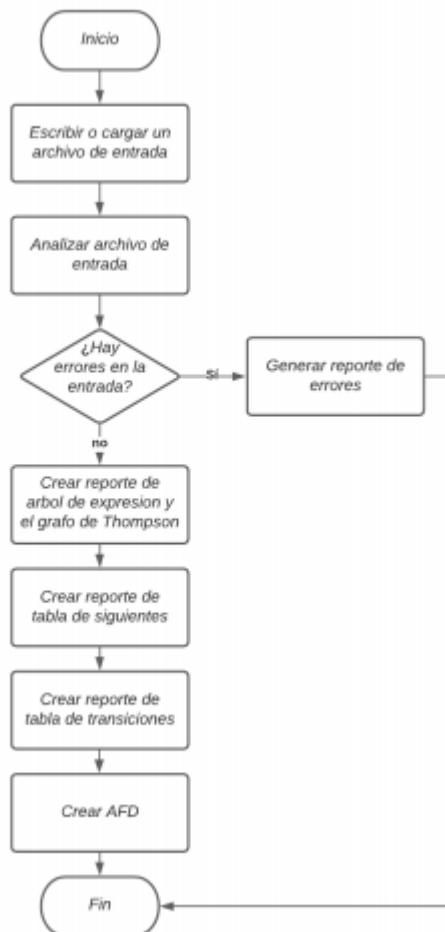 Inicio
Escribir o cargar un
archivo de entrada
Analizar archivo de
entrada
¿Hay
errores en la
entrada?
si
Generar reporte de
errores
no
Crear reporte de
arbol de expresion y
el grafo de Thompson
Crear reporte de
tabla de siguientes
Crear reporte de
tabla de transiciones
Crear AFD
Fin